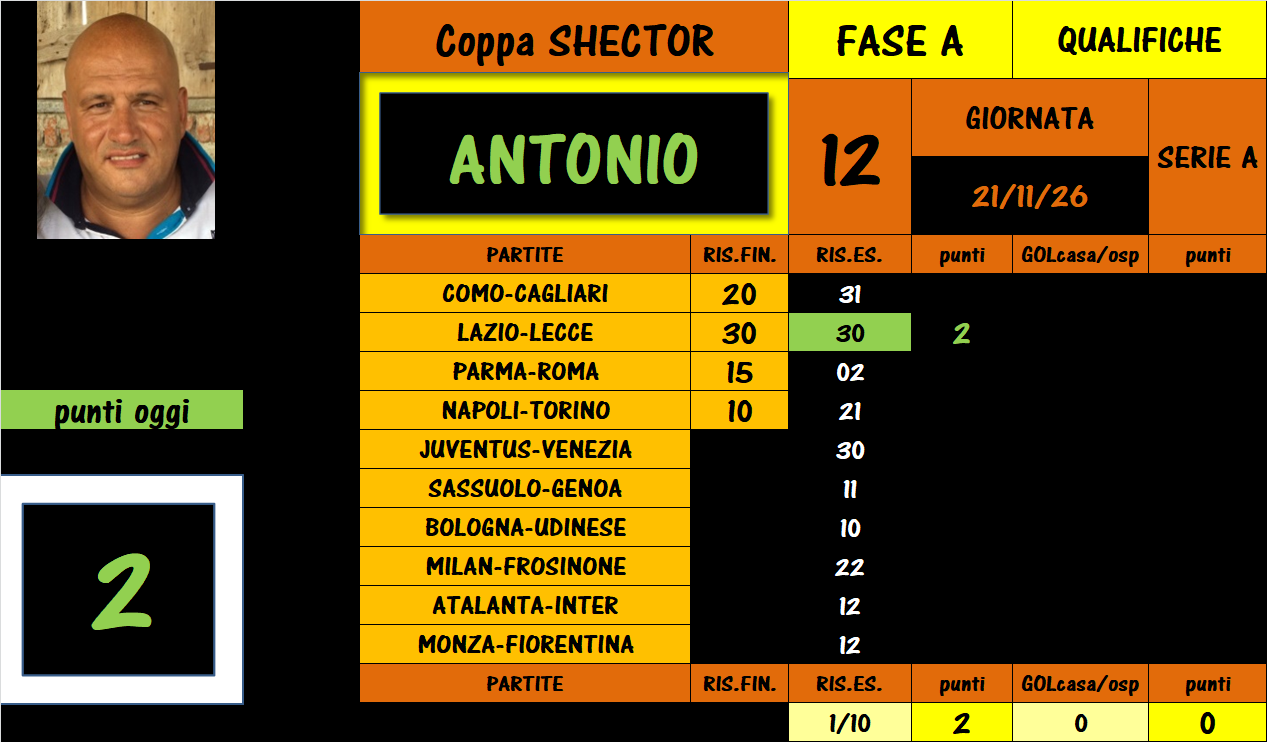 Coppa SHECTOR FASE A QUALIFICHE
ANTONIO 12 GIORNATA SERIE A
21/11/26
PARTITE RIS.FIN. RIS.ES. punti GOLcasa/osp punti
COMO-CAGLIARI 20 31
LAZIO-LECCE 30 30 2
PARMA-ROMA 15 02
punti oggi
NAPOLI-TORINO 10 21
JUVENTUS-VENEZIA 30
SASSUOLO-GENOA 11
BOLOGNA-UDINESE 10
2
MILAN-FROSINONE 22
ATALANTA-INTER 12
MONZA-FIORENTINA 12
PARTITE RIS.FIN. RIS.ES. punti GOLcasa/osp punti
1/10 2 0 0